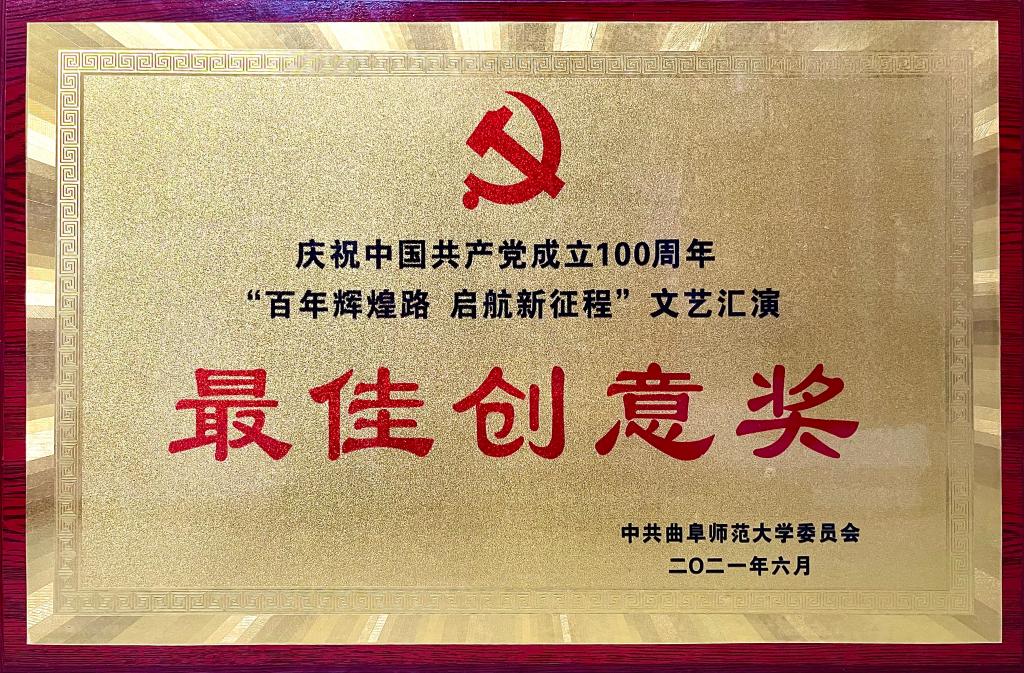 庆祝中国共产党成立100周年
“百年辉煌路 启航新征程”文艺汇演
最佳创意奖
中共曲阜师范大学委员会
二〇二一年六月